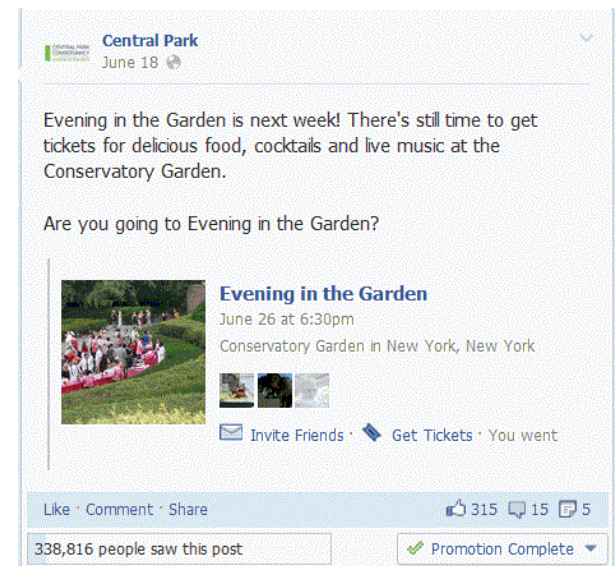 Central Park
CENTRAL PARK
CONSERVANCY
June 18
Evening in the Garden is next week! There's still time to get
tickets for delicious food, cocktails and live music at the
Conservatory Garden.
Are you going to Evening in the Garden?
Evening in the Garden
June 26 at 6:30pm
Conservatory Garden in New York, New York
Invite Friends · Get Tickets · You went
Like · Comment · Share 315 15 5
338,816 people saw this post
Promotion Complete